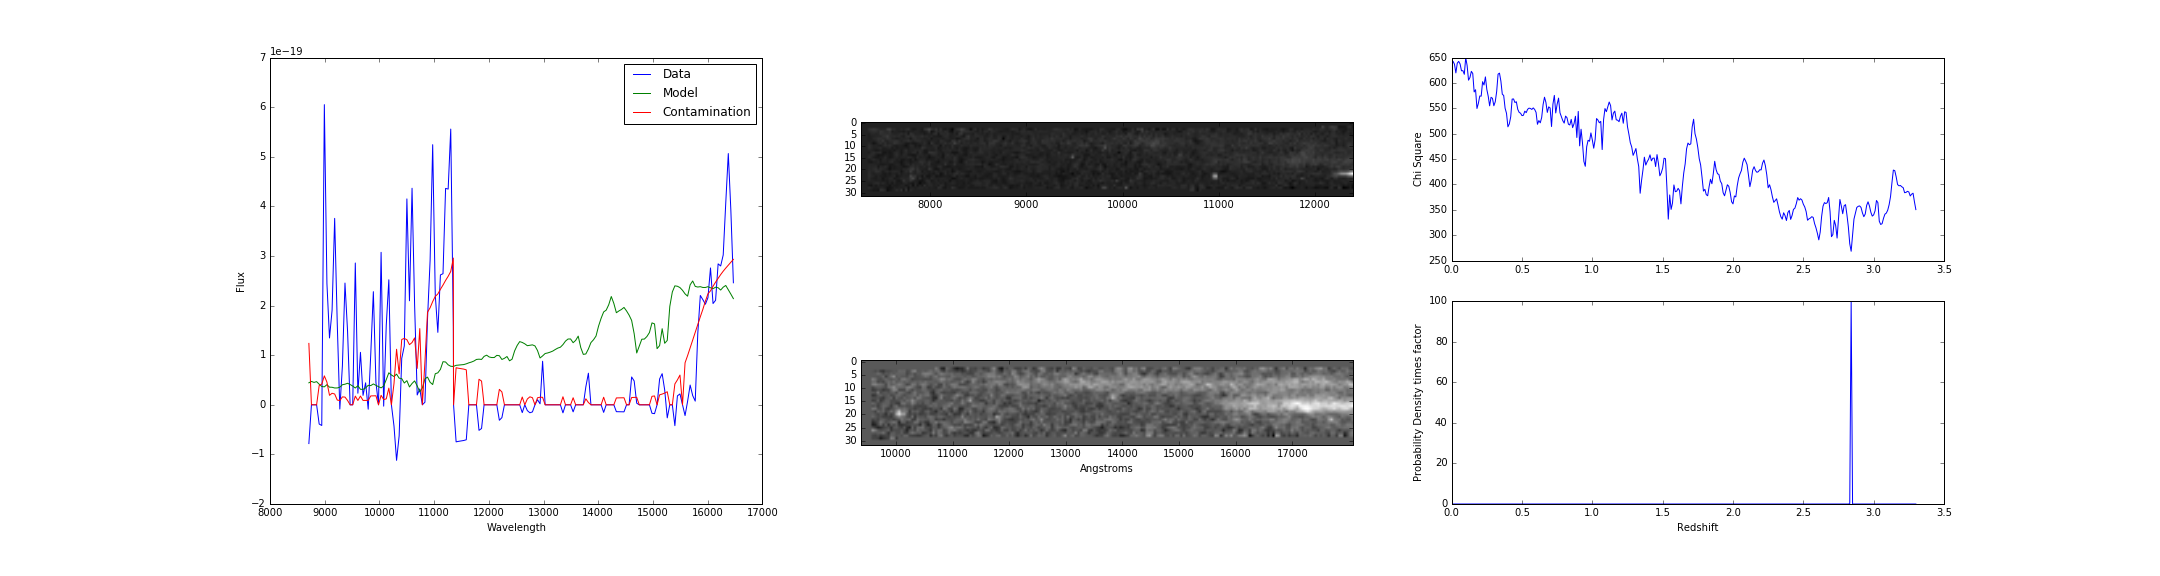 1e−19
7
6
5
4
3
2
1
0
−1
−2
Flux
8000 9000 10000 11000 12000 13000 14000 15000 16000 17000
Wavelength
Data
Model
Contamination
0
5
10
15
20
25
30
8000 9000 10000 11000 12000
0
5
10
15
20
25
30
10000 11000 12000 13000 14000 15000 16000 17000
Angstroms
650
600
550
500
450
400
350
300
250
Chi Square
0.0 0.5 1.0 1.5 2.0 2.5 3.0 3.5
100
80
60
40
20
0
Probability Density times factor
0.0 0.5 1.0 1.5 2.0 2.5 3.0 3.5
Redshift